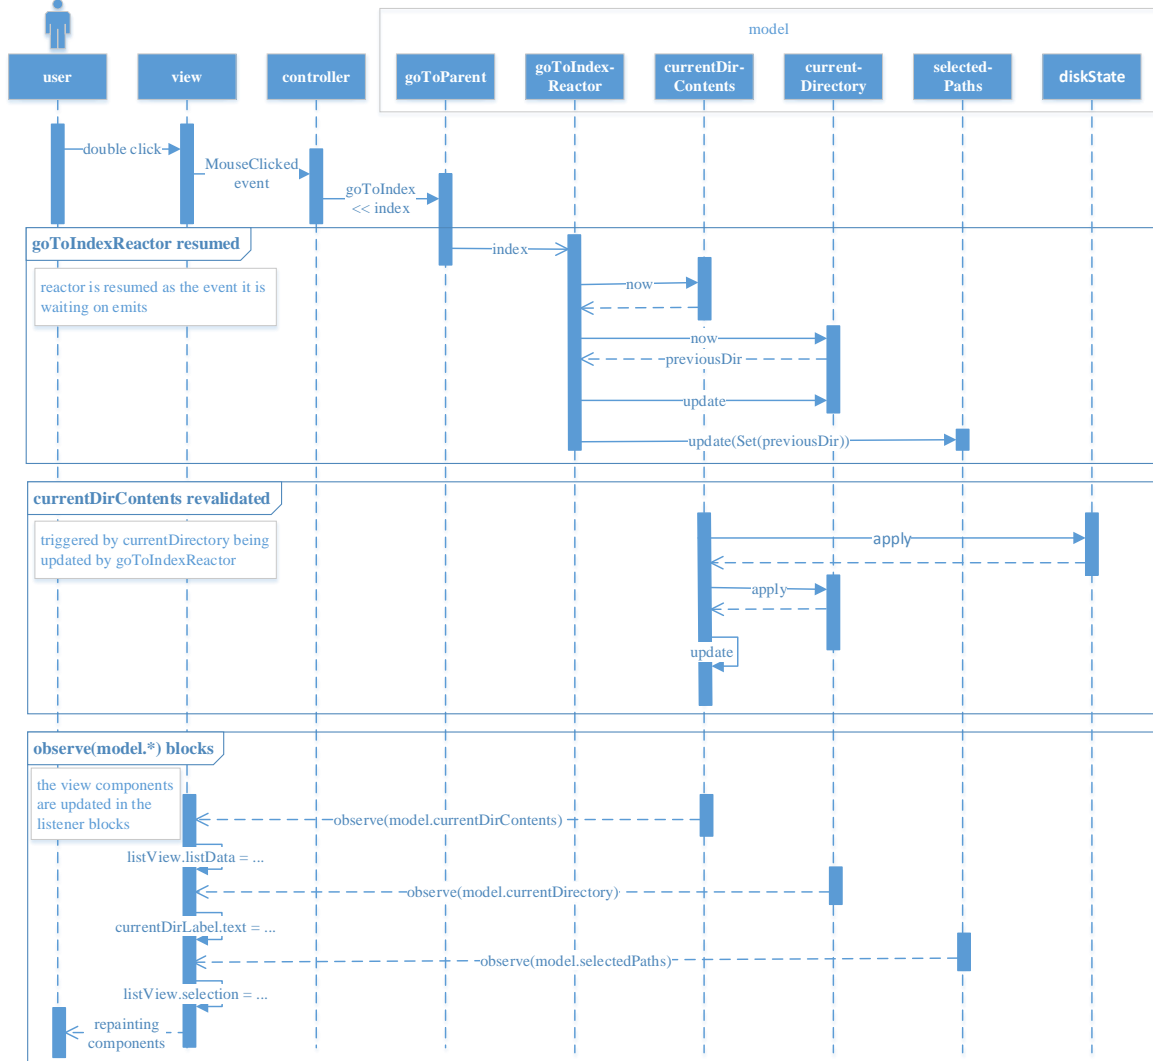 model
user
view
controller
goToParent
goToIndex-
Reactor
currentDir-
Contents
current-
Directory
selected-
Paths
diskState
double click
MouseClicked
event
goToIndex
<< index
goToIndexReactor resumed
index
reactor is resumed as the event it is
waiting on emits
now
now
previousDir
update
update(Set(previousDir))
currentDirContents revalidated
triggered by currentDirectory being
updated by goToIndexReactor
apply
apply
update
observe(model.*) blocks
the view components
are updated in the
listener blocks
observe(model.currentDirContents)
listView.listData = ...
observe(model.currentDirectory)
currentDirLabel.text = ...
observe(model.selectedPaths)
listView.selection = ...
repainting
components